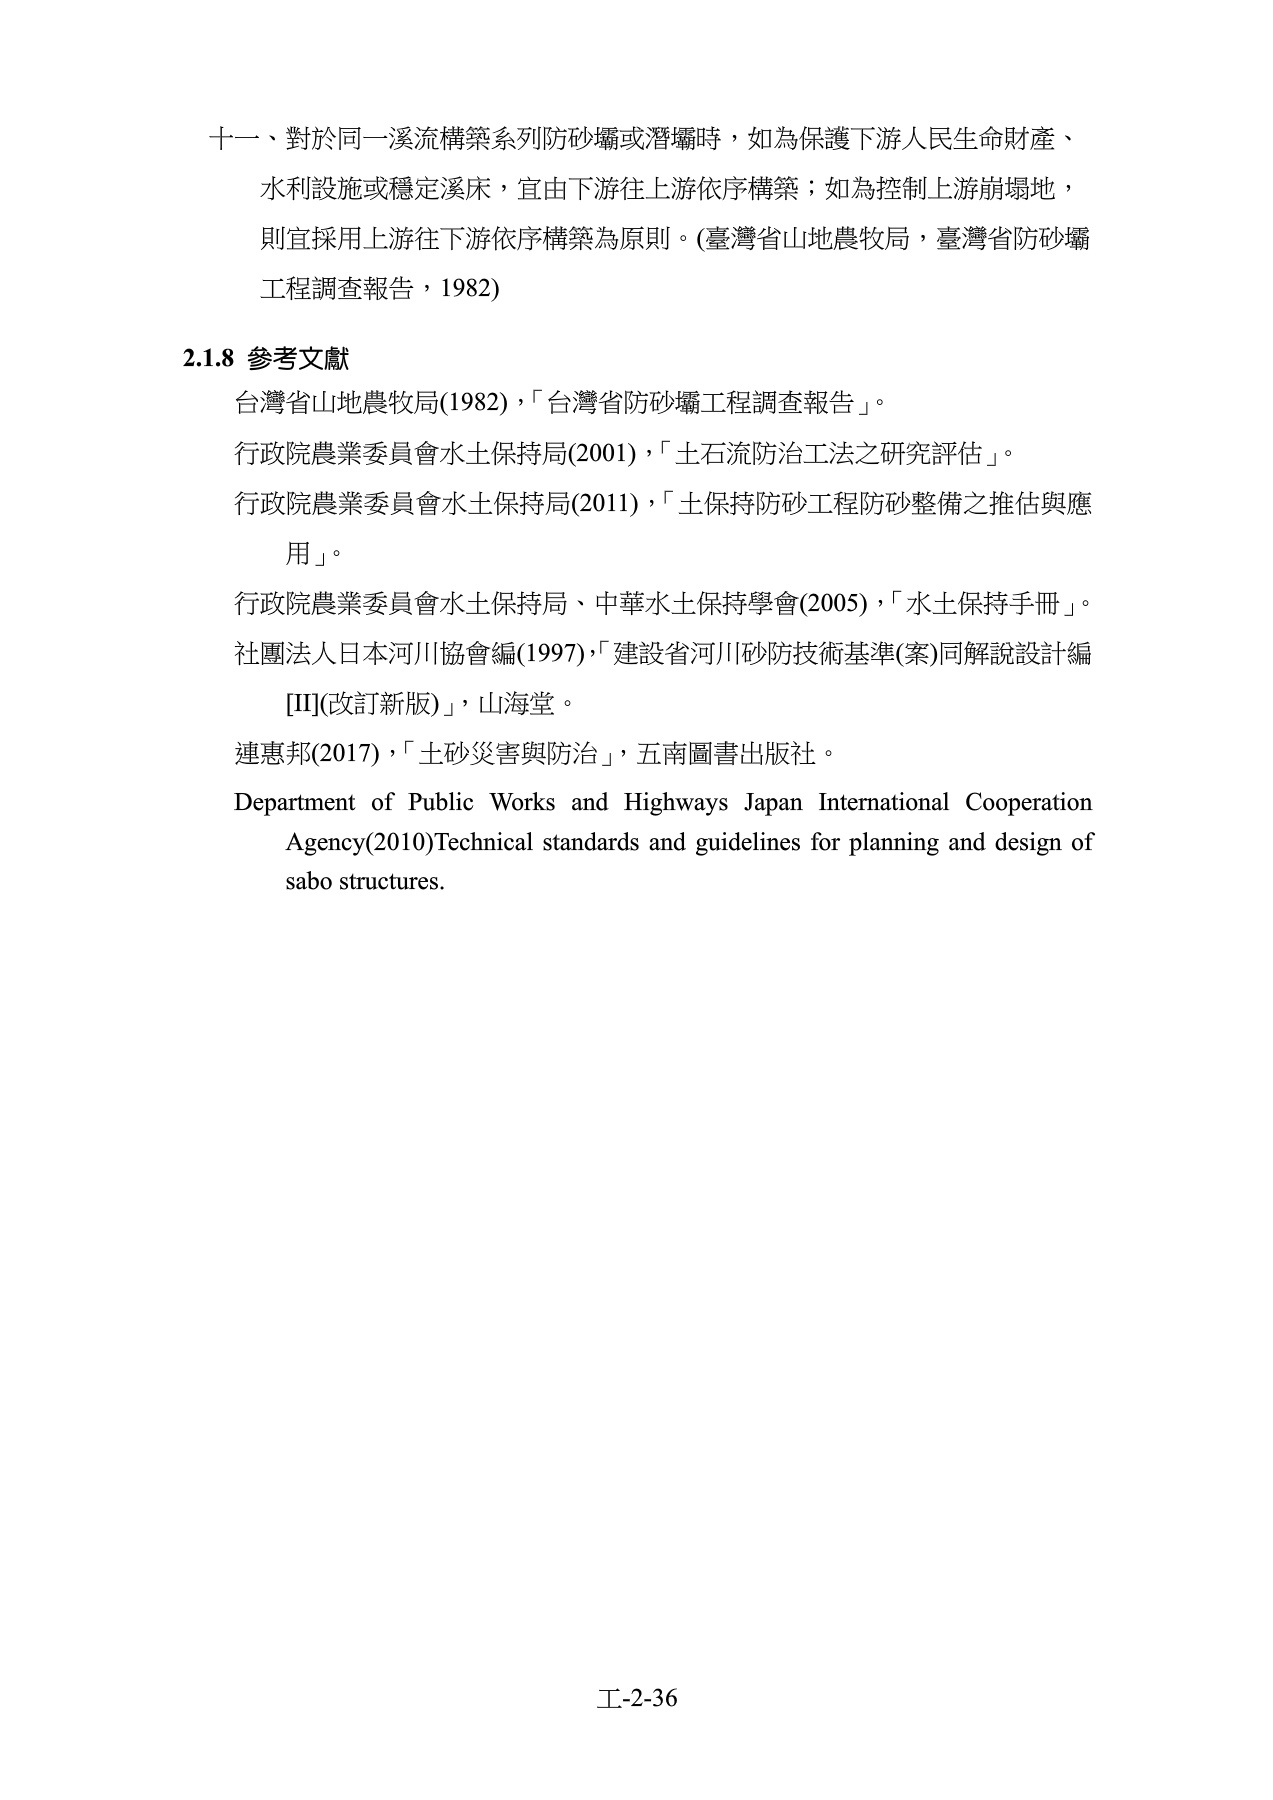 十一、對於同一溪流構築系列防砂壩或潛壩時，如為保護下游人民生命財產、
水利設施或穩定溪床，宜由下游往上游依序構築；如為控制上游崩塌地，
則宜採用上游往下游依序構築為原則。(臺灣省山地農牧局，臺灣省防砂壩
工程調查報告，1982)
2.1.8 參考文獻
台灣省山地農牧局(1982)，「台灣省防砂壩工程調查報告」。
行政院農業委員會水土保持局(2001)，「土石流防治工法之研究評估」。
行政院農業委員會水土保持局(2011)，「土保持防砂工程防砂整備之推估與應
用」。
行政院農業委員會水土保持局、中華水土保持學會(2005)，「水土保持手冊」。
社團法人日本河川協會編(1997)，「建設省河川砂防技術基準(案)同解說設計編
[II](改訂新版)」，山海堂。
連惠邦(2017)，「土砂災害與防治」，五南圖書出版社。
Department of Public Works and Highways Japan International Cooperation
Agency(2010)Technical standards and guidelines for planning and design of
sabo structures.
工-2-36